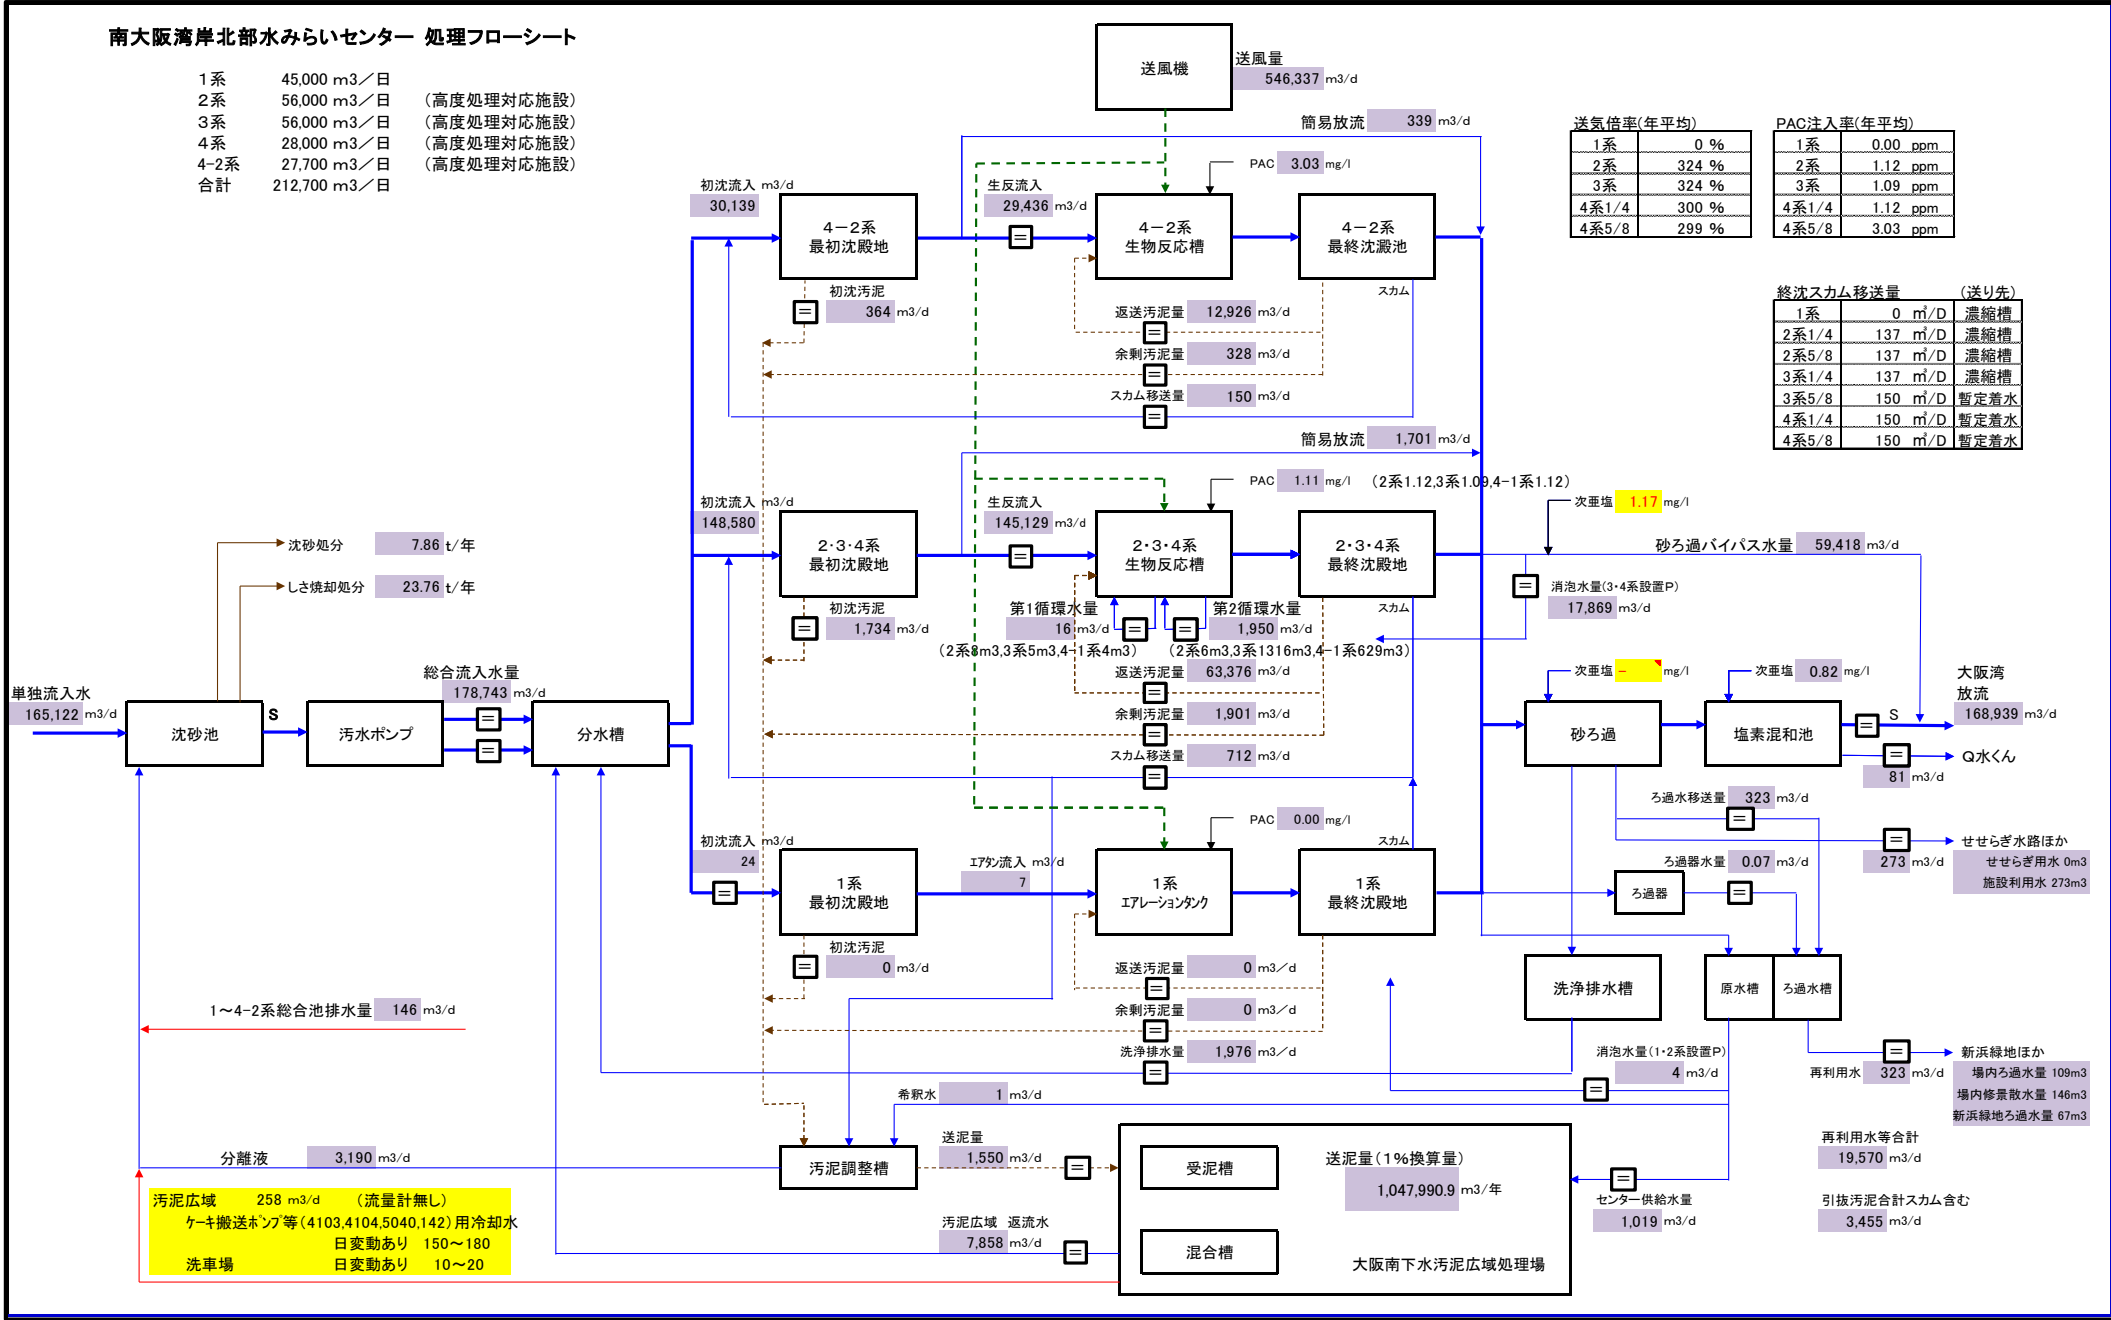 南大阪湾岸北部水みらいセンター 処理フローシート
1系 45,000 m3／日
2系 56,000 m3／日 (高度処理対応施設)
3系 56,000 m3／日 (高度処理対応施設)
4系 28,000 m3／日 (高度処理対応施設)
4-2系 27,700 m3／日 (高度処理対応施設)
合計 212,700 m3／日
送風機
送風量
546,337 m3/d
簡易放流 339 m3/d
PAC 3.03 mg/l
送気倍率(年平均)
1系 0 %
2系 324 %
3系 324 %
4系1/4 300 %
4系5/8 299 %
PAC注入率(年平均)
1系 0.00 ppm
2系 1.12 ppm
3系 1.09 ppm
4系1/4 1.12 ppm
4系5/8 3.03 ppm
終沈スカム移送量 (送り先)
1系 0 ㎥/D 濃縮槽
2系1/4 137 ㎥/D 濃縮槽
2系5/8 137 ㎥/D 濃縮槽
3系1/4 137 ㎥/D 濃縮槽
3系5/8 150 ㎥/D 暫定着水
4系1/4 150 ㎥/D 暫定着水
4系5/8 150 ㎥/D 暫定着水
初沈流入 m3/d
30,139
4－2系
最初沈殿地
生反流入
29,436 m3/d
=
4－2系
生物反応槽
4－2系
最終沈澱池
スカム
初沈汚泥
= 364 m3/d
返送汚泥量 12,926 m3/d
=
余剰汚泥量 328 m3/d
=
スカム移送量 150 m3/d
=
簡易放流 1,701 m3/d
PAC 1.11 mg/l (2系1.12,3系1.09,4-1系1.12)
初沈流入 m3/d
148,580
2・3・4系
最初沈殿地
生反流入
145,129 m3/d
=
2・3・4系
生物反応槽
2・3・4系
最終沈殿地
スカム
次亜塩 1.17 mg/l
砂ろ過バイパス水量 59,418 m3/d
= 消泡水量(3・4系設置P)
17,869 m3/d
初沈汚泥
= 1,734 m3/d
第1循環水量
16 m3/d =
(2系8m3,3系5m3,4-1系4m3)
第2循環水量
= 1,950 m3/d
(2系6m3,3系1316m3,4-1系629m3)
返送汚泥量 63,376 m3/d
=
余剰汚泥量 1,901 m3/d
=
スカム移送量 712 m3/d
=
沈砂処分 7.86 t/年
しさ焼却処分 23.76 t/年
単独流入水
165,122 m3/d
沈砂池
S
汚水ポンプ
総合流入水量
178,743 m3/d
=
=
分水槽
次亜塩 − mg/l
砂ろ過
次亜塩 0.82 mg/l
塩素混和池
= S
大阪湾
放流
168,939 m3/d
= Q水くん
81 m3/d
ろ過水移送量 323 m3/d
=
= せせらぎ水路ほか
273 m3/d せせらぎ用水 0m3
施設利用水 273m3
ろ過器水量 0.07 m3/d
ろ過器 =
PAC 0.00 mg/l
初沈流入 m3/d
24
=
1系
最初沈殿地
エアタン流入 m3/d
7
1系
エアレーションタンク
1系
最終沈殿地
スカム
初沈汚泥
= 0 m3/d
返送汚泥量 0 m3／d
=
余剰汚泥量 0 m3／d
=
洗浄排水量 1,976 m3／d
=
洗浄排水槽
原水槽
ろ過水槽
1～4-2系総合池排水量 146 m3/d
希釈水 1 m3/d
消泡水量(1・2系設置P)
4 m3/d
=
= 新浜緑地ほか
再利用水 323 m3/d 場内ろ過水量 109m3
場内修景散水量 146m3
新浜緑地ろ過水量 67m3
分離液 3,190 m3/d
汚泥調整槽
送泥量
1,550 m3/d =
受泥槽
送泥量(1%換算量)
1,047,990.9 m3/年
混合槽
大阪南下水汚泥広域処理場
汚泥広域 返流水
7,858 m3/d =
=
センター供給水量
1,019 m3/d
再利用水等合計
19,570 m3/d
引抜汚泥合計スカム含む
3,455 m3/d
汚泥広域 258 m3/d (流量計無し)
ケーキ搬送ポンプ等(4103,4104,5040,142)用冷却水
日変動あり 150～180
洗車場 日変動あり 10～20